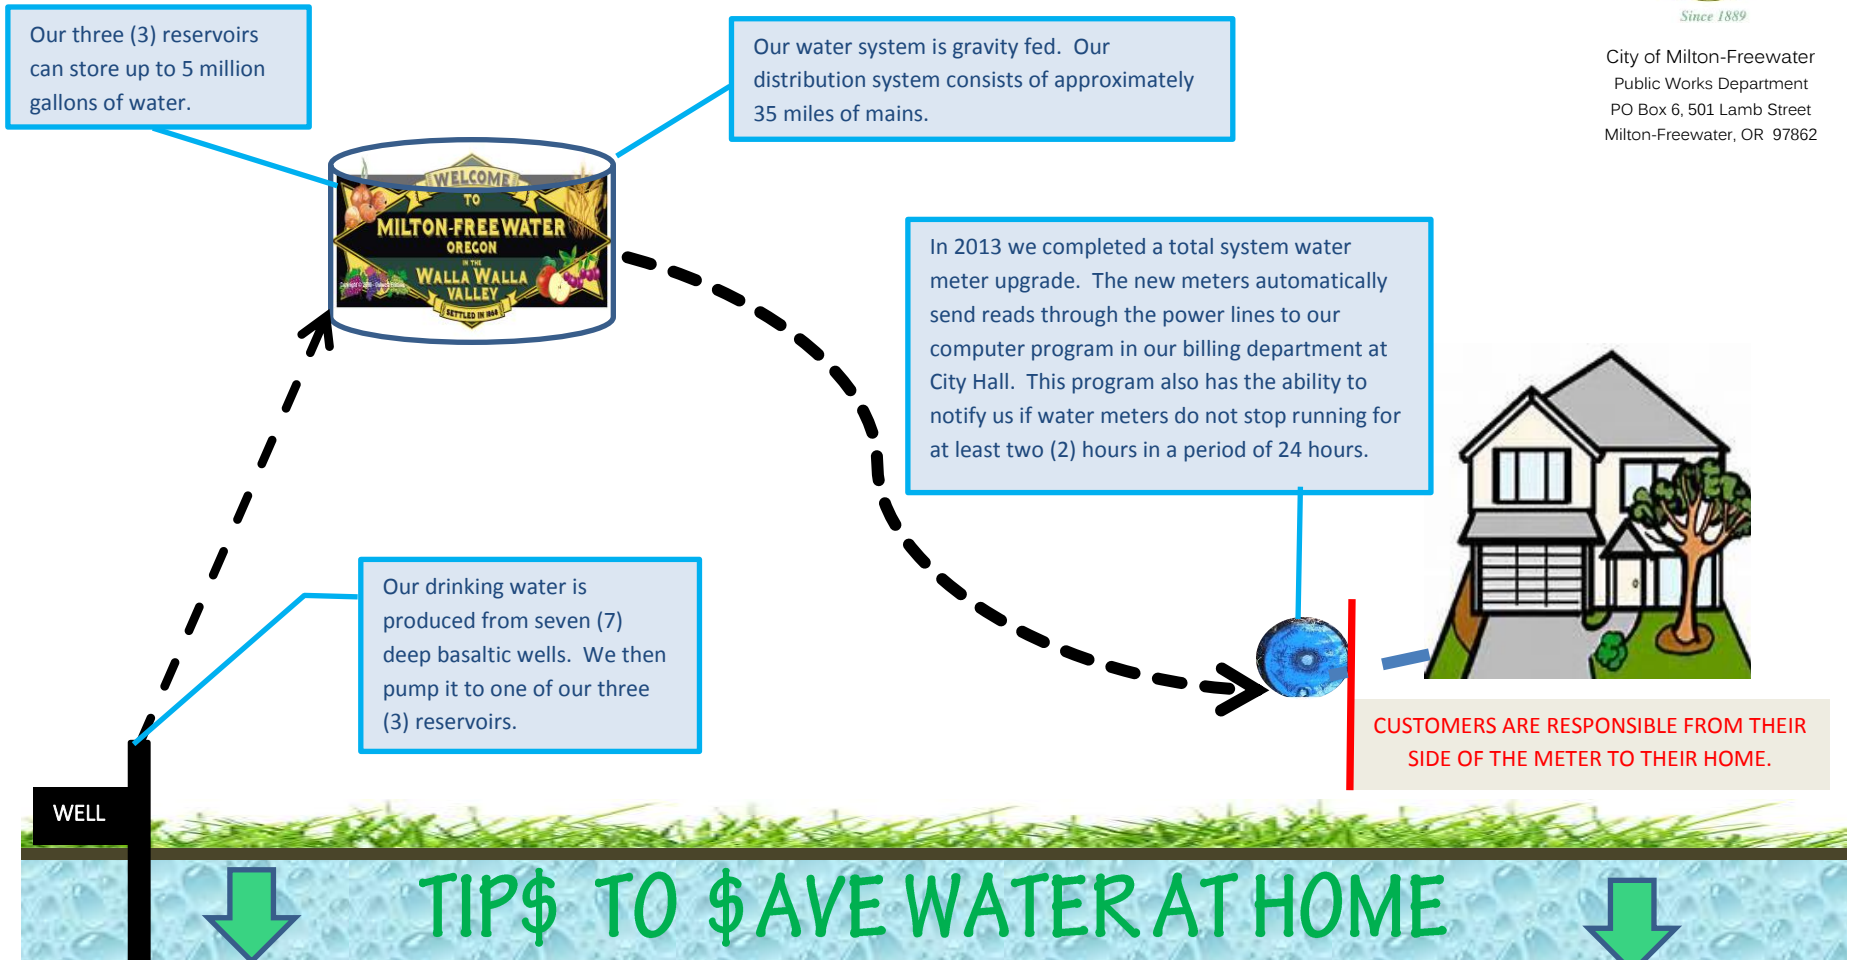 Since 1889
City of Milton-Freewater
Public Works Department
PO Box 6, 501 Lamb Street
Milton-Freewater, OR  97862
Our three (3) reservoirs
can store up to 5 million
gallons of water.
Our water system is gravity fed.  Our
distribution system consists of approximately
35 miles of mains.
WELCOME
TO
MILTON-FREEWATER
OREGON
IN THE
WALLA WALLA
VALLEY
SETTLED IN 1868
In 2013 we completed a total system water
meter upgrade.  The new meters automatically
send reads through the power lines to our
computer program in our billing department at
City Hall.  This program also has the ability to
notify us if water meters do not stop running for
at least two (2) hours in a period of 24 hours.
Our drinking water is
produced from seven (7)
deep basaltic wells.  We then
pump it to one of our three
(3) reservoirs.
CUSTOMERS ARE RESPONSIBLE FROM THEIR
SIDE OF THE METER TO THEIR HOME.
WELL
TIP$ TO $AVE WATER AT HOME